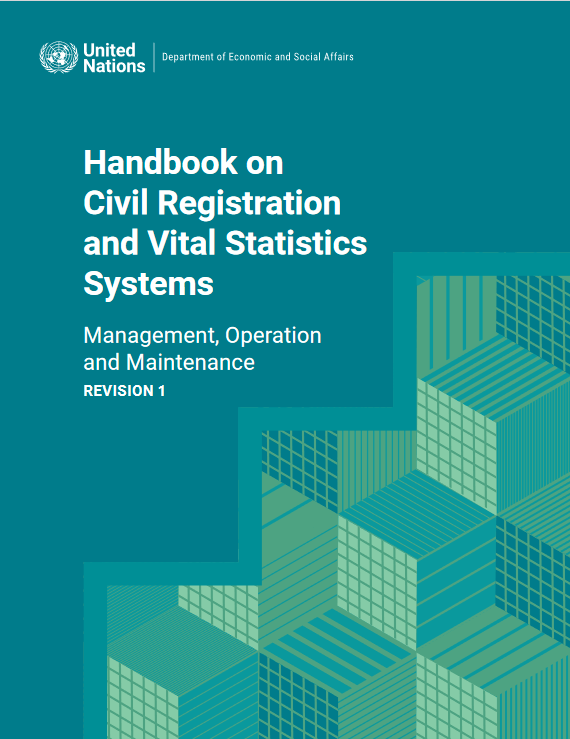 United
Nations
Department of Economic and Social Affairs
Handbook on
Civil Registration
and Vital Statistics
Systems
Management, Operation
and Maintenance
REVISION 1